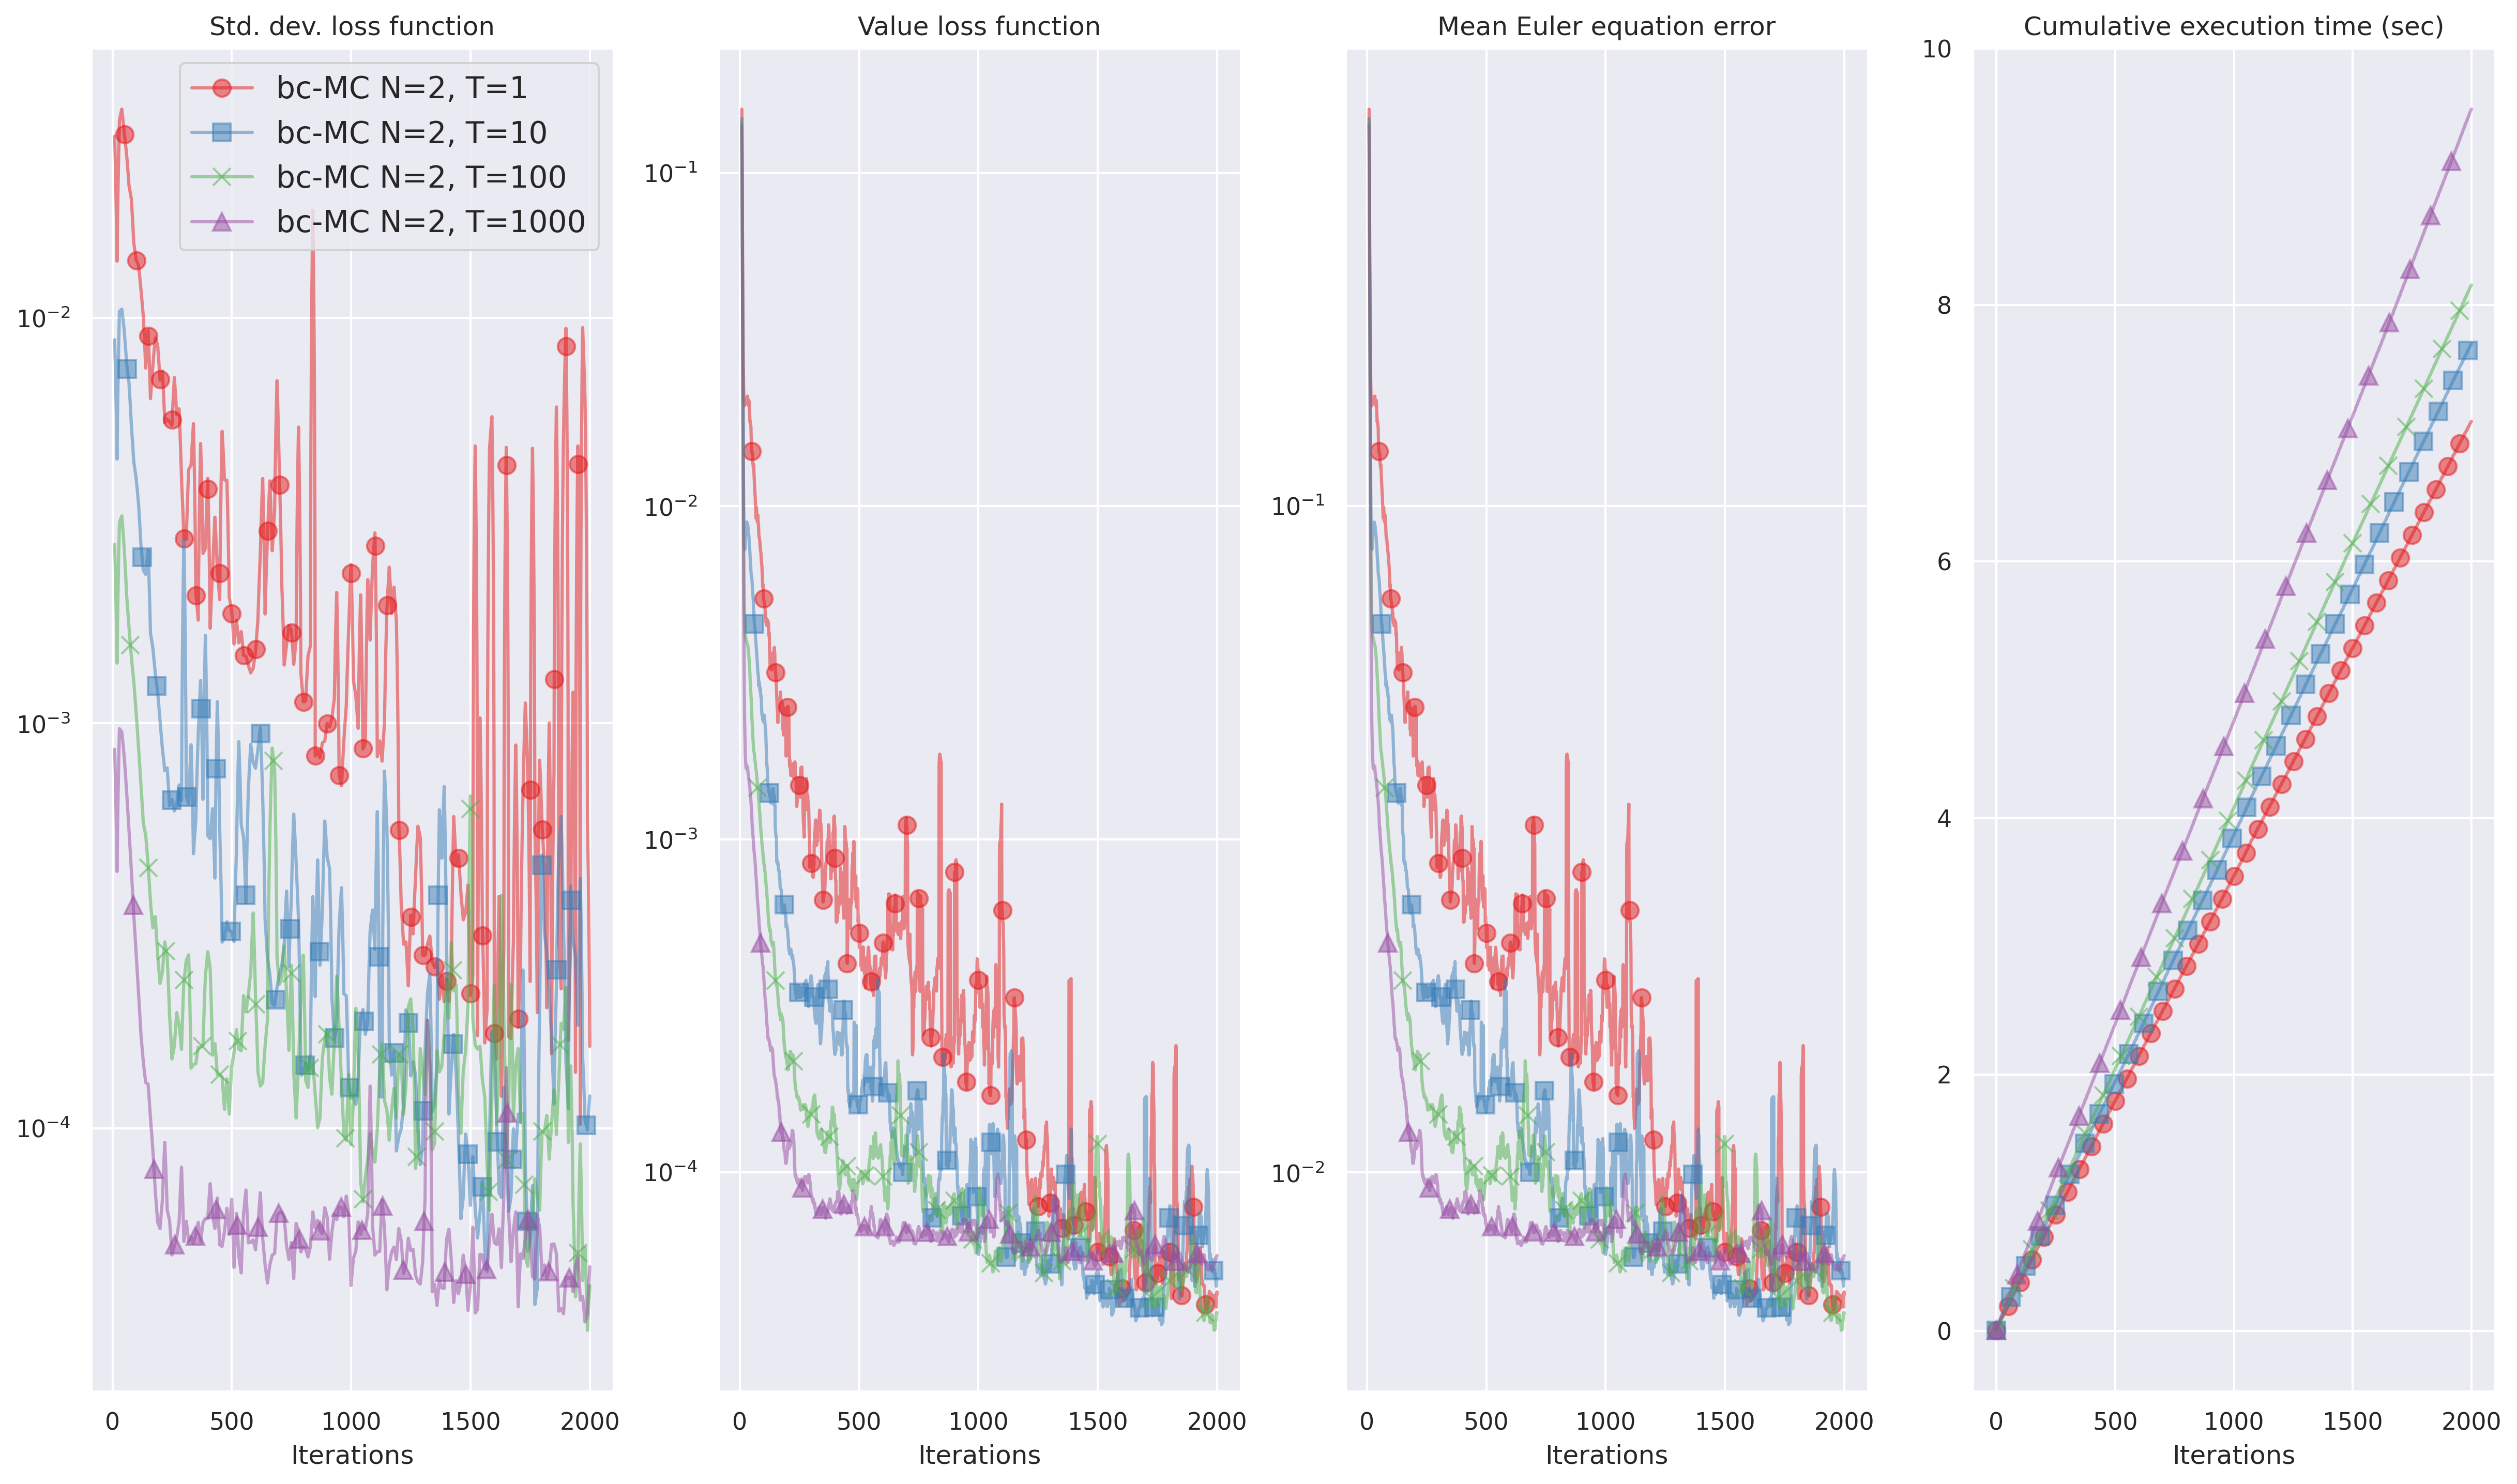 Std. dev. loss function
bc-MC N=2, T=1
bc-MC N=2, T=10
bc-MC N=2, T=100
bc-MC N=2, T=1000
10⁻²
10⁻³
10⁻⁴
0 500 1000 1500 2000
Iterations
Value loss function
10⁻¹
10⁻²
10⁻³
10⁻⁴
0 500 1000 1500 2000
Iterations
Mean Euler equation error
10⁻¹
10⁻²
0 500 1000 1500 2000
Iterations
Cumulative execution time (sec)
10
8
6
4
2
0
0 500 1000 1500 2000
Iterations